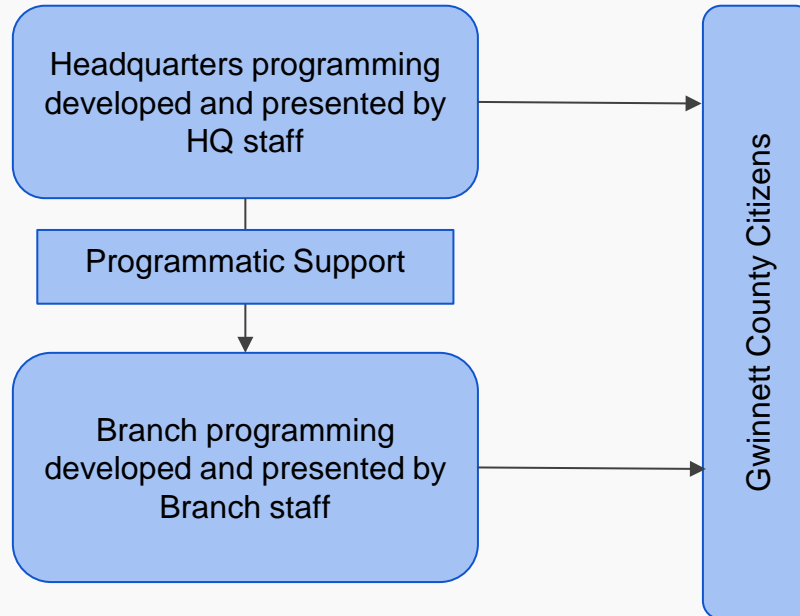 Headquarters programming
developed and presented by
HQ staff
Programmatic Support
Branch programming
developed and presented by
Branch staff
Gwinnett County Citizens